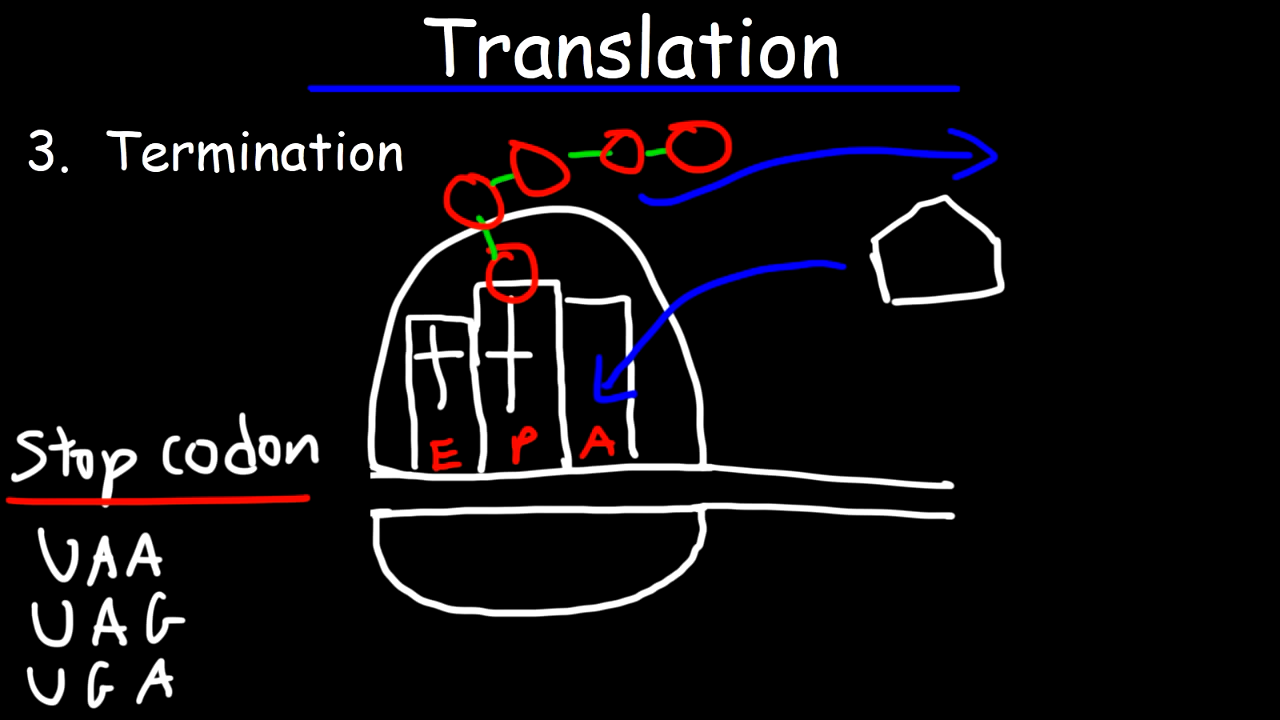 Translation
3. Termination
E P A
Stop codon
UAA
UAG
UGA